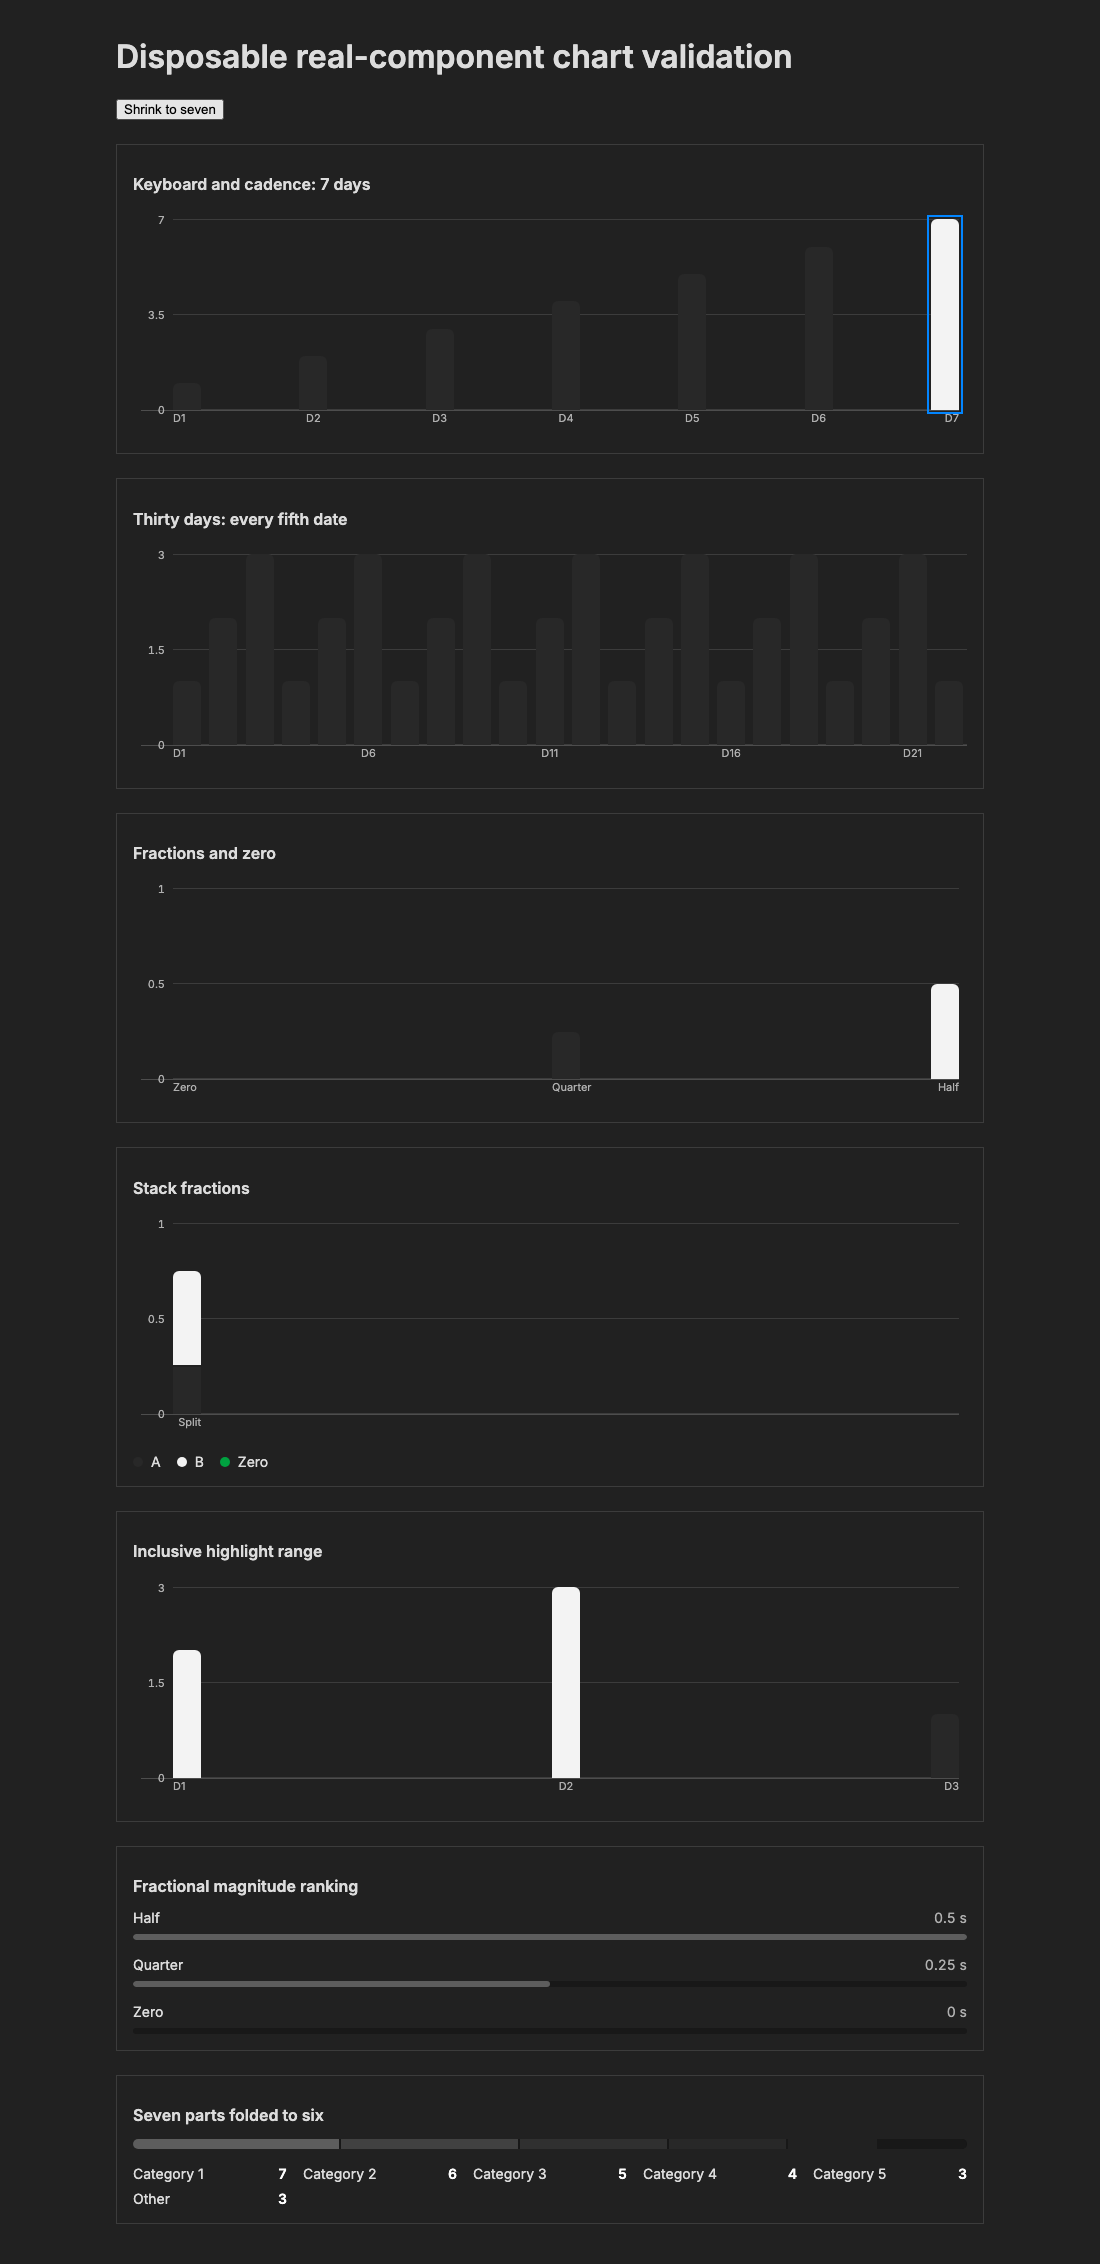 Disposable real-component chart validation
Shrink to seven
Keyboard and cadence: 7 days
7
3.5
0
D1 D2 D3 D4 D5 D6 D7
Thirty days: every fifth date
3
1.5
0
D1 D6 D11 D16 D21
Fractions and zero
1
0.5
0
Zero Quarter Half
Stack fractions
1
0.5
0
Split
A B Zero
Inclusive highlight range
3
1.5
0
D1 D2 D3
Fractional magnitude ranking
Half 0.5 s
Quarter 0.25 s
Zero 0 s
Seven parts folded to six
Category 1 7 Category 2 6 Category 3 5 Category 4 4 Category 5 3
Other 3